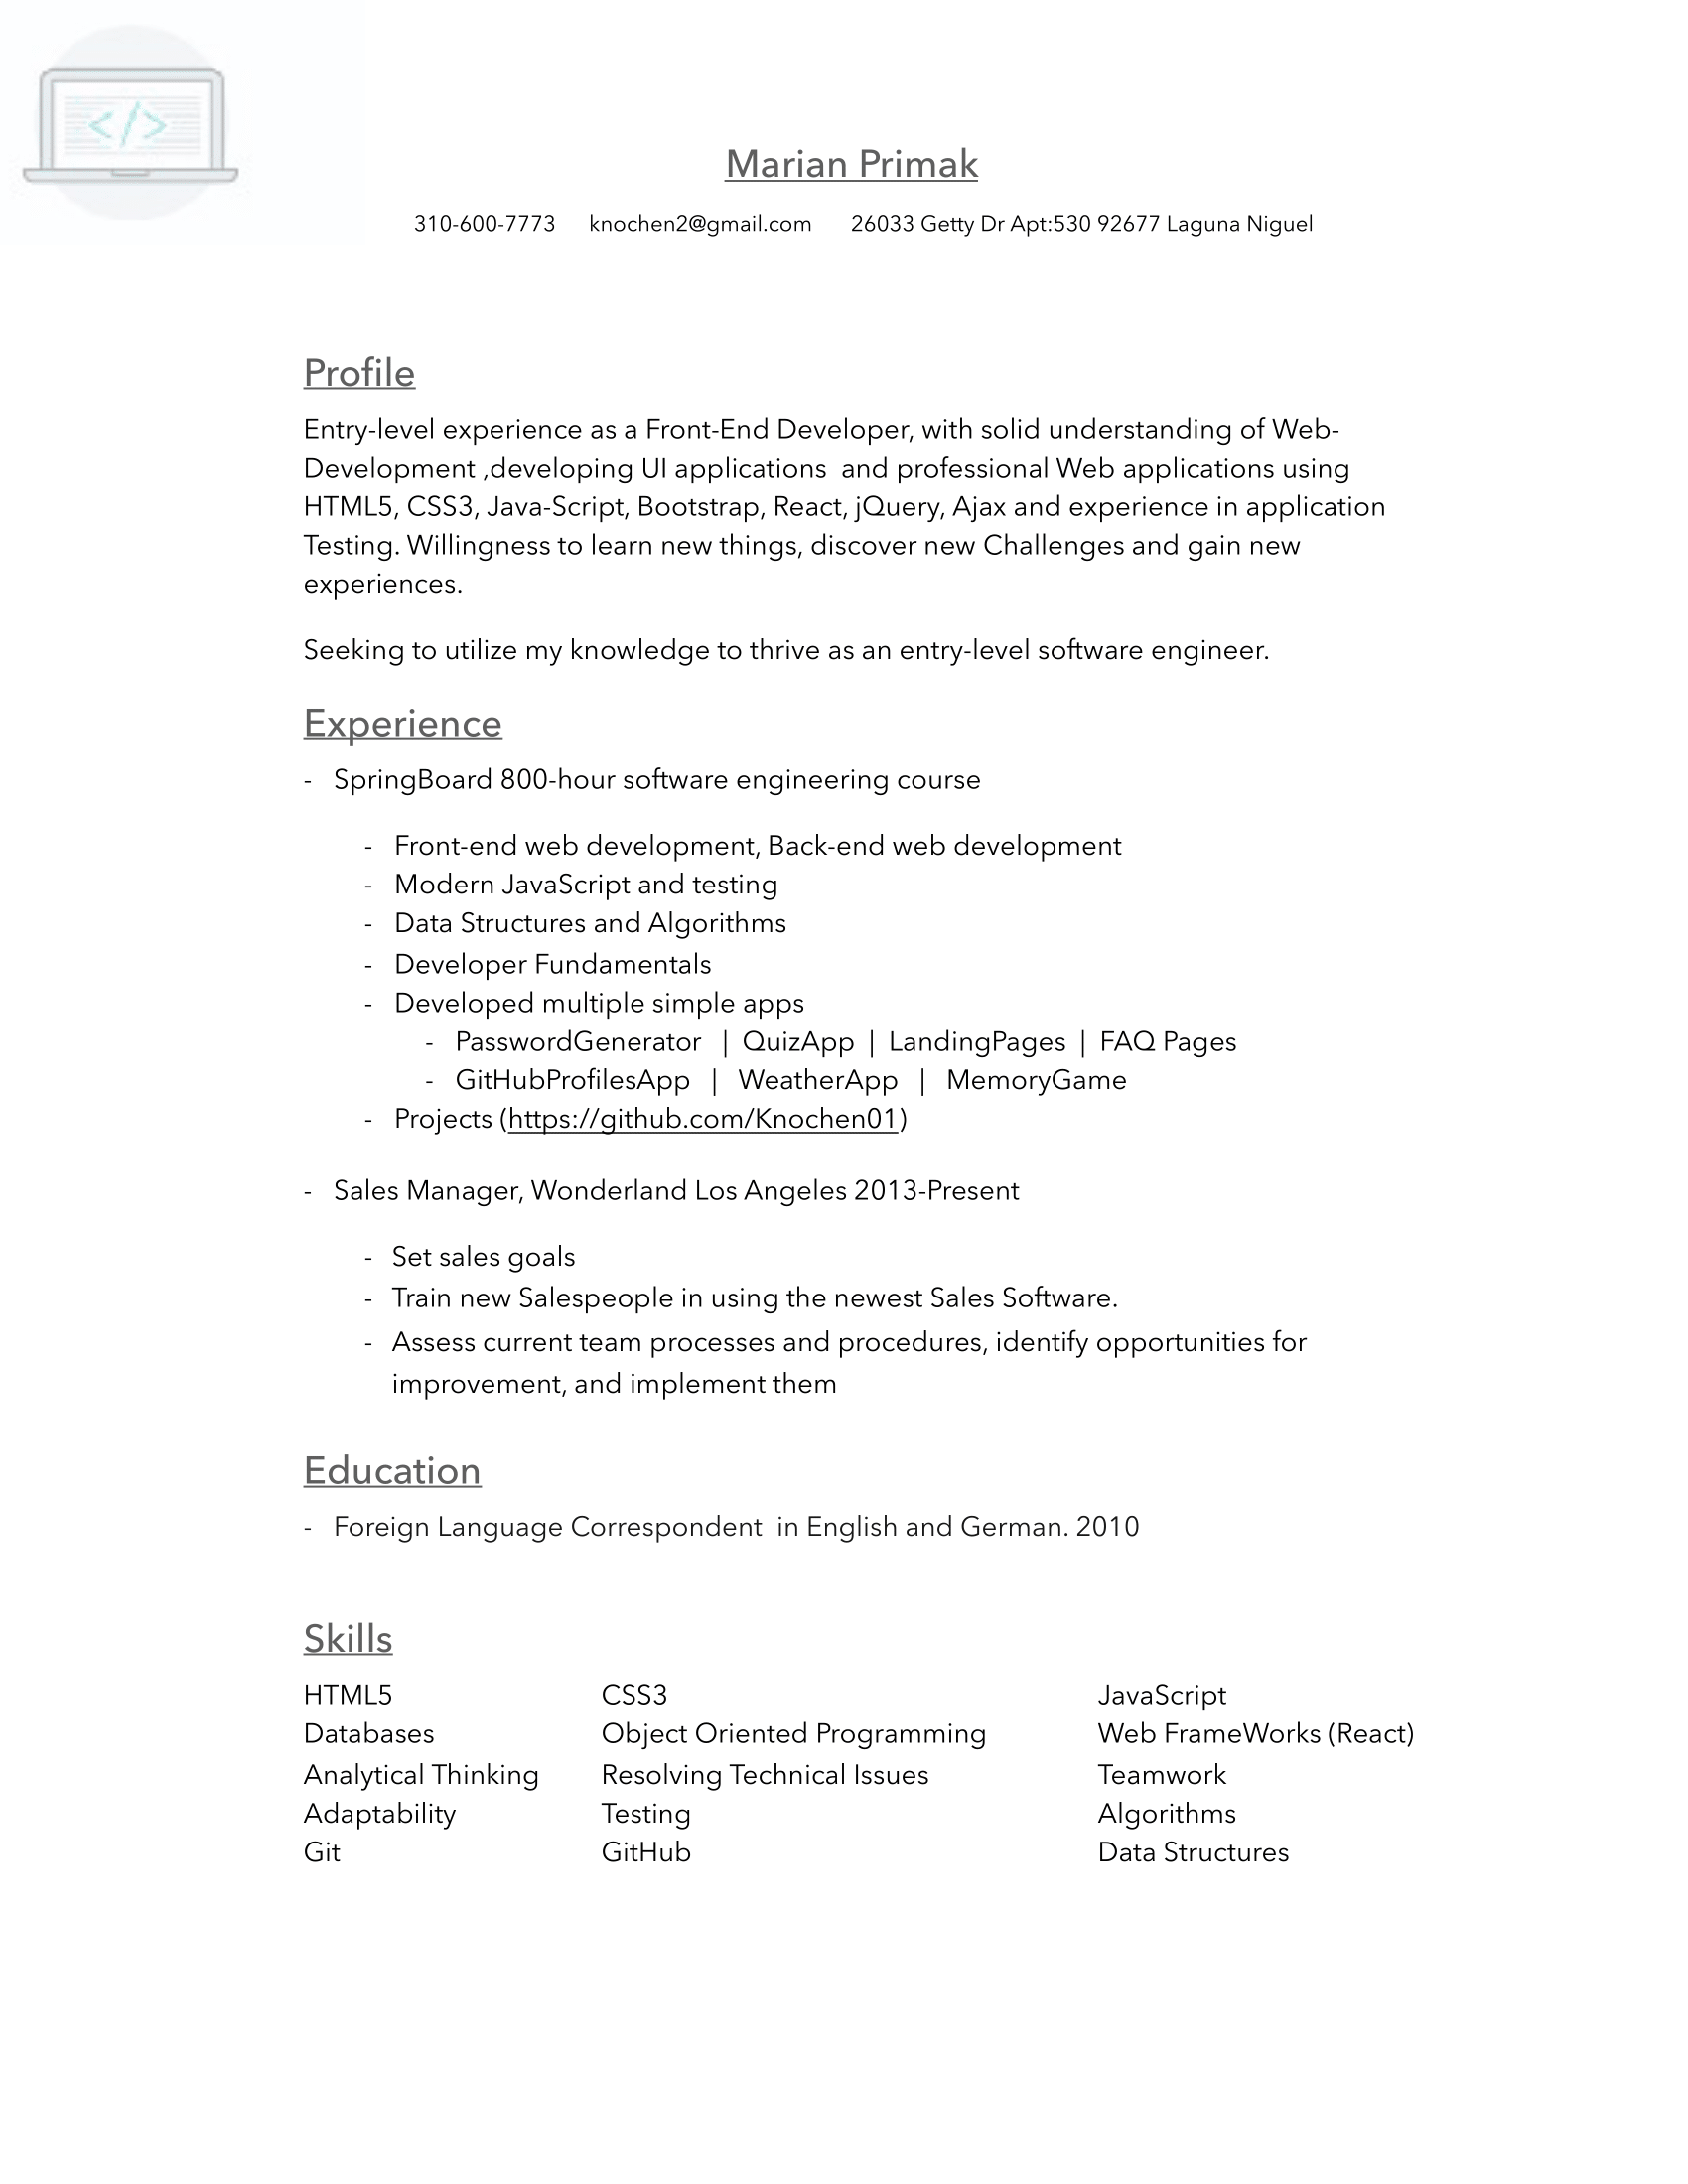 </>
Marian Primak
310-600-7773 knochen2@gmail.com 26033 Getty Dr Apt:530 92677 Laguna Niguel
Profile
Entry-level experience as a Front-End Developer, with solid understanding of Web-
Development ,developing UI applications and professional Web applications using
HTML5, CSS3, Java-Script, Bootstrap, React, jQuery, Ajax and experience in application
Testing. Willingness to learn new things, discover new Challenges and gain new
experiences.
Seeking to utilize my knowledge to thrive as an entry-level software engineer.
Experience
- SpringBoard 800-hour software engineering course
- Front-end web development, Back-end web development
- Modern JavaScript and testing
- Data Structures and Algorithms
- Developer Fundamentals
- Developed multiple simple apps
- PasswordGenerator | QuizApp | LandingPages | FAQ Pages
- GitHubProfilesApp | WeatherApp | MemoryGame
- Projects (https://github.com/Knochen01)
- Sales Manager, Wonderland Los Angeles 2013-Present
- Set sales goals
- Train new Salespeople in using the newest Sales Software.
- Assess current team processes and procedures, identify opportunities for
improvement, and implement them
Education
- Foreign Language Correspondent in English and German. 2010
Skills
HTML5 CSS3 JavaScript
Databases Object Oriented Programming Web FrameWorks (React)
Analytical Thinking Resolving Technical Issues Teamwork
Adaptability Testing Algorithms
Git GitHub Data Structures